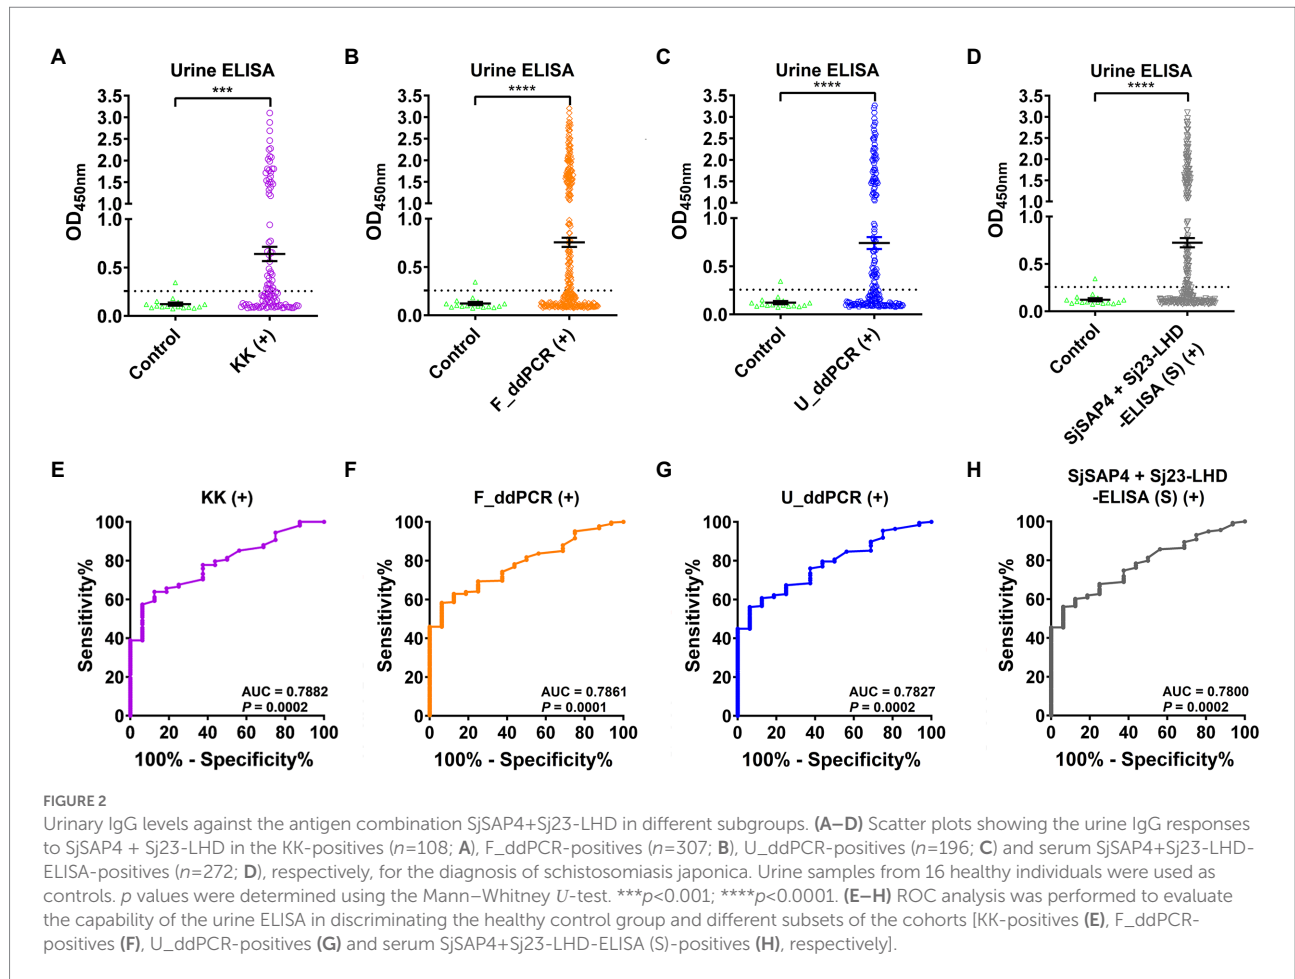 A
Urine ELISA
***
3.5
3.0
2.5
2.0
1.5
1.0
1.0
0.5
0.0
OD450nm
Control
KK (+)
B
Urine ELISA
****
3.5
3.0
2.5
2.0
1.5
1.0
1.0
0.5
0.0
OD450nm
Control
F_ddPCR (+)
C
Urine ELISA
****
3.5
3.0
2.5
2.0
1.5
1.0
1.0
0.5
0.0
OD450nm
Control
U_ddPCR (+)
D
Urine ELISA
****
3.5
3.0
2.5
2.0
1.5
1.0
1.0
0.5
0.0
OD450nm
Control
SjSAP4 + Sj23-LHD
-ELISA (S) (+)
E
KK (+)
100
80
60
40
20
0
Sensitivity%
AUC = 0.7882
P = 0.0002
0 20 40 60 80 100
100% - Specificity%
F
F_ddPCR (+)
100
80
60
40
20
0
Sensitivity%
AUC = 0.7861
P = 0.0001
0 20 40 60 80 100
100% - Specificity%
G
U_ddPCR (+)
100
80
60
40
20
0
Sensitivity%
AUC = 0.7827
P = 0.0002
0 20 40 60 80 100
100% - Specificity%
H
SjSAP4 + Sj23-LHD
-ELISA (S) (+)
100
80
60
40
20
0
Sensitivity%
AUC = 0.7800
P = 0.0002
0 20 40 60 80 100
100% - Specificity%
FIGURE 2
Urinary IgG levels against the antigen combination SjSAP4+Sj23-LHD in different subgroups. (A–D) Scatter plots showing the urine IgG responses
to SjSAP4 + Sj23-LHD in the KK-positives (n=108; A), F_ddPCR-positives (n=307; B), U_ddPCR-positives (n=196; C) and serum SjSAP4+Sj23-LHD-
ELISA-positives (n=272; D), respectively, for the diagnosis of schistosomiasis japonica. Urine samples from 16 healthy individuals were used as
controls. p values were determined using the Mann–Whitney U-test. ***p<0.001; ****p<0.0001. (E–H) ROC analysis was performed to evaluate
the capability of the urine ELISA in discriminating the healthy control group and different subsets of the cohorts [KK-positives (E), F_ddPCR-
positives (F), U_ddPCR-positives (G) and serum SjSAP4+Sj23-LHD-ELISA (S)-positives (H), respectively].